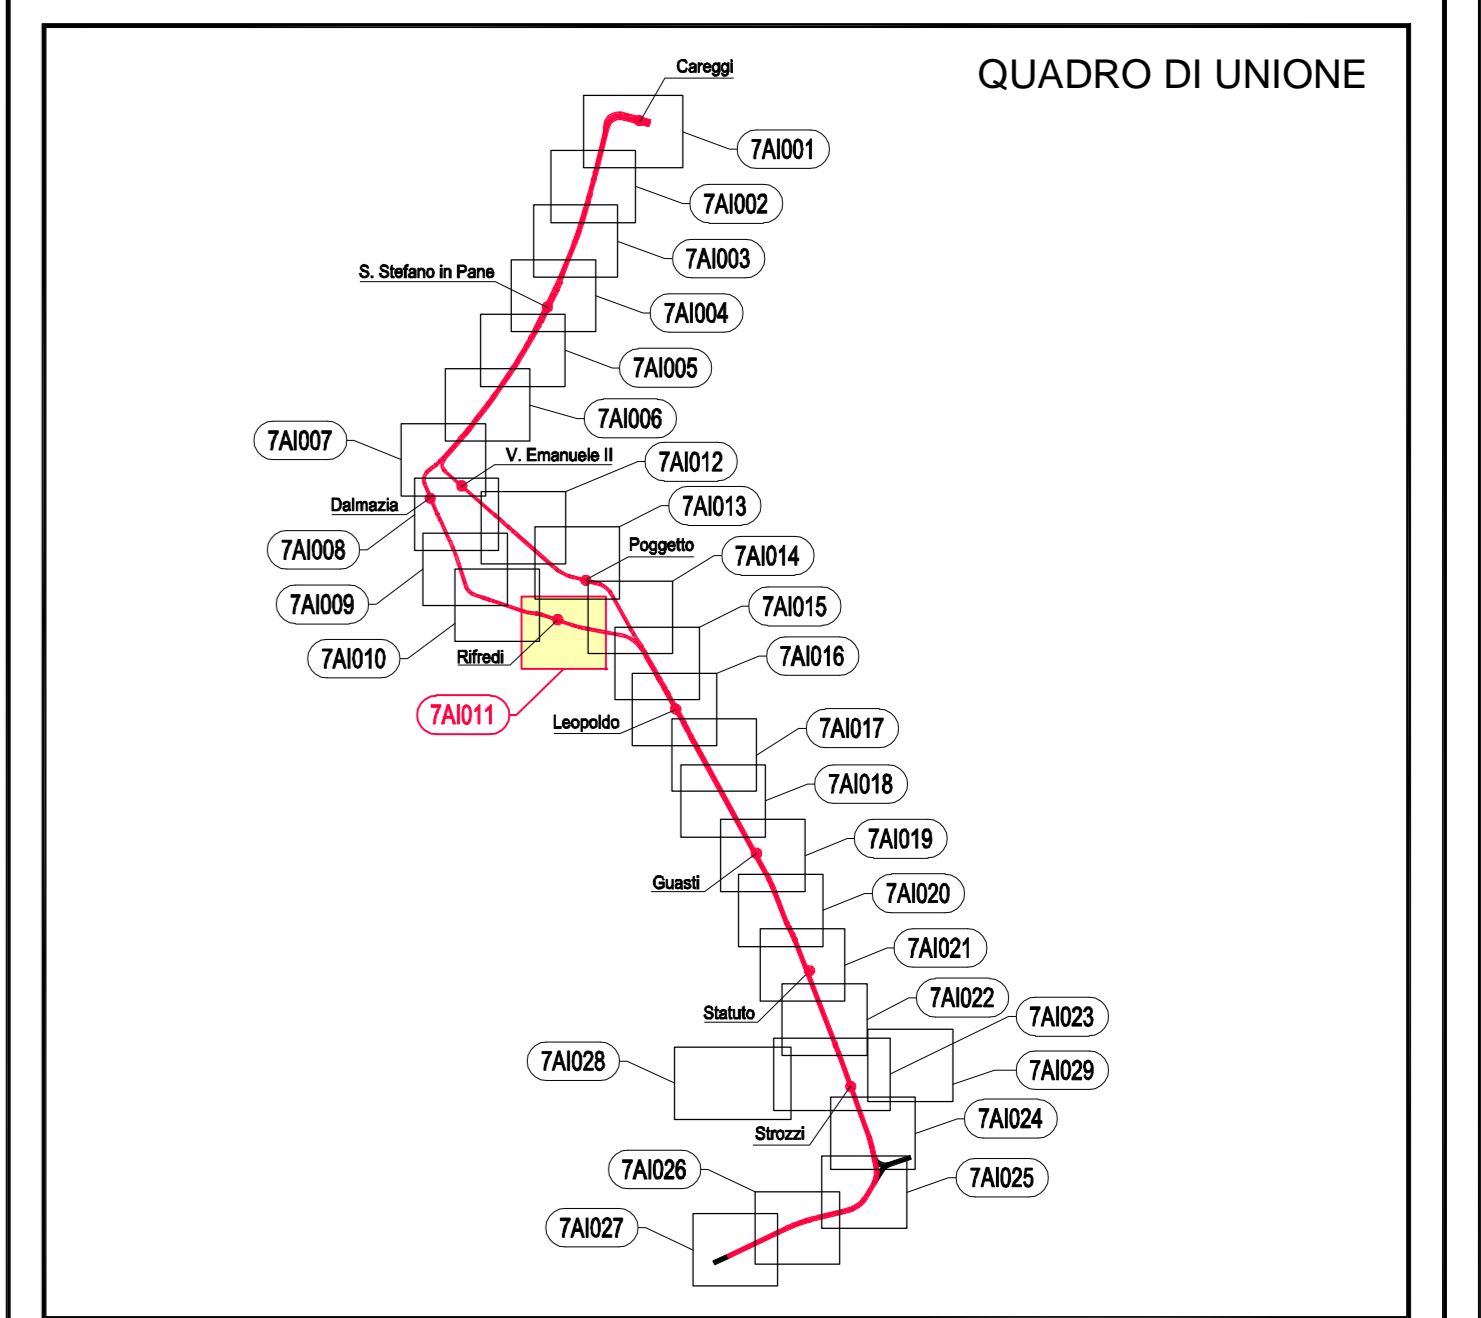 QUADRO DI UNIONE
Careggi
7AI001
7AI002
7AI003
S. Stefano in Pane
7AI004
7AI005
7AI006
7AI007
V. Emanuele II
7AI012
Dalmazia
7AI013
7AI008
Poggetto
7AI014
7AI009
7AI015
7AI010
Rifredi
7AI016
7AI011
Leopoldo
7AI017
7AI018
7AI019
Guasti
7AI020
7AI021
7AI022
Statuto
7AI023
7AI028
7AI029
7AI024
Strozzi
7AI026
7AI025
7AI027